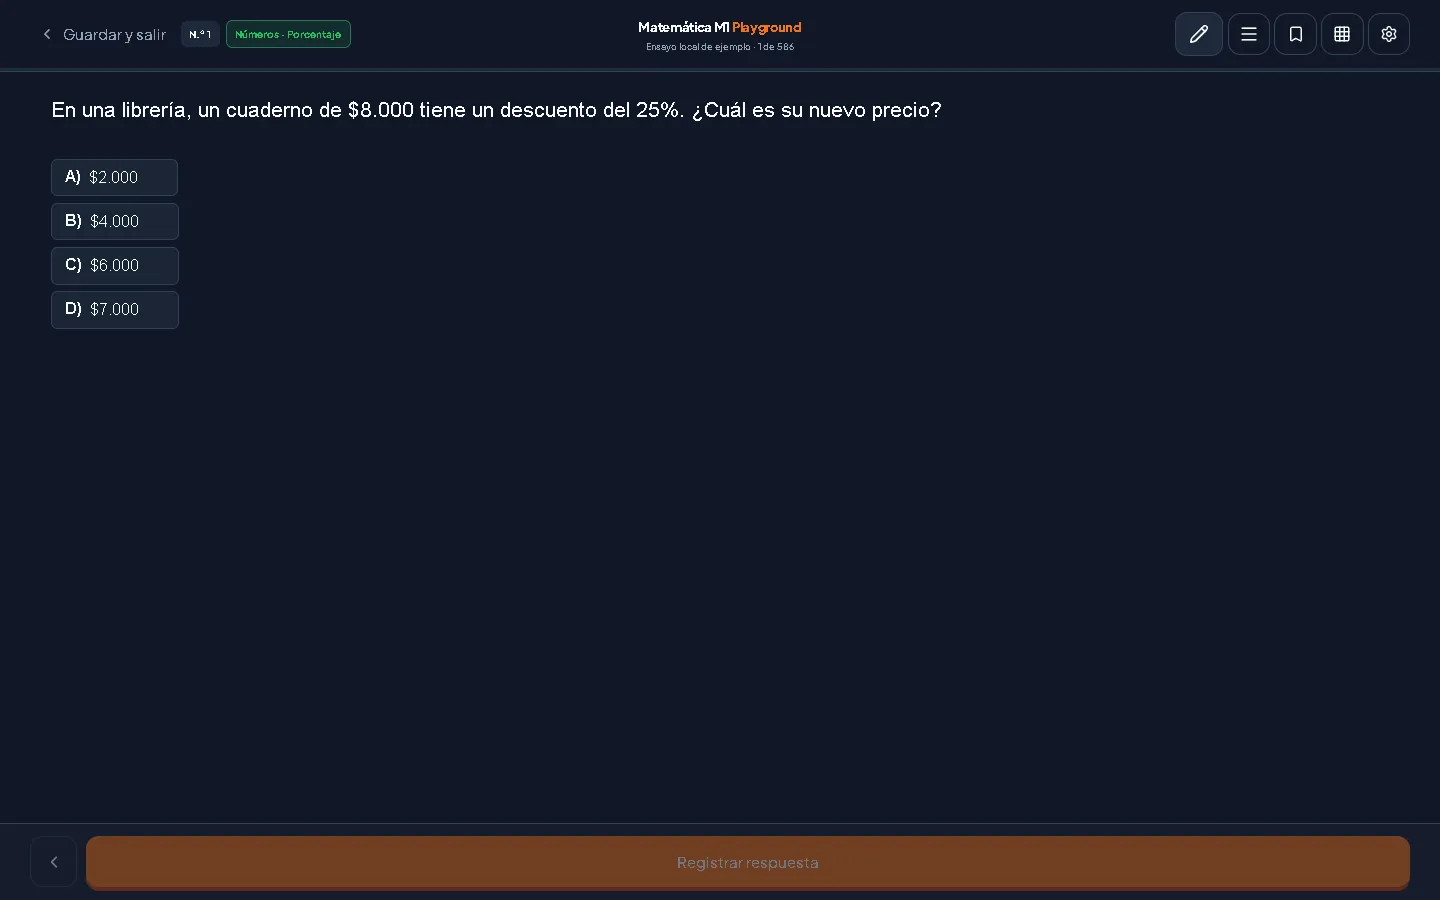 Guardar y salir
N.º 1
Números · Porcentaje
Matemática M1 Playground
Ensayo local de ejemplo · 1 de 586
En una librería, un cuaderno de $8.000 tiene un descuento del 25%. ¿Cuál es su nuevo precio?
A) $2.000
B) $4.000
C) $6.000
D) $7.000
Registrar respuesta